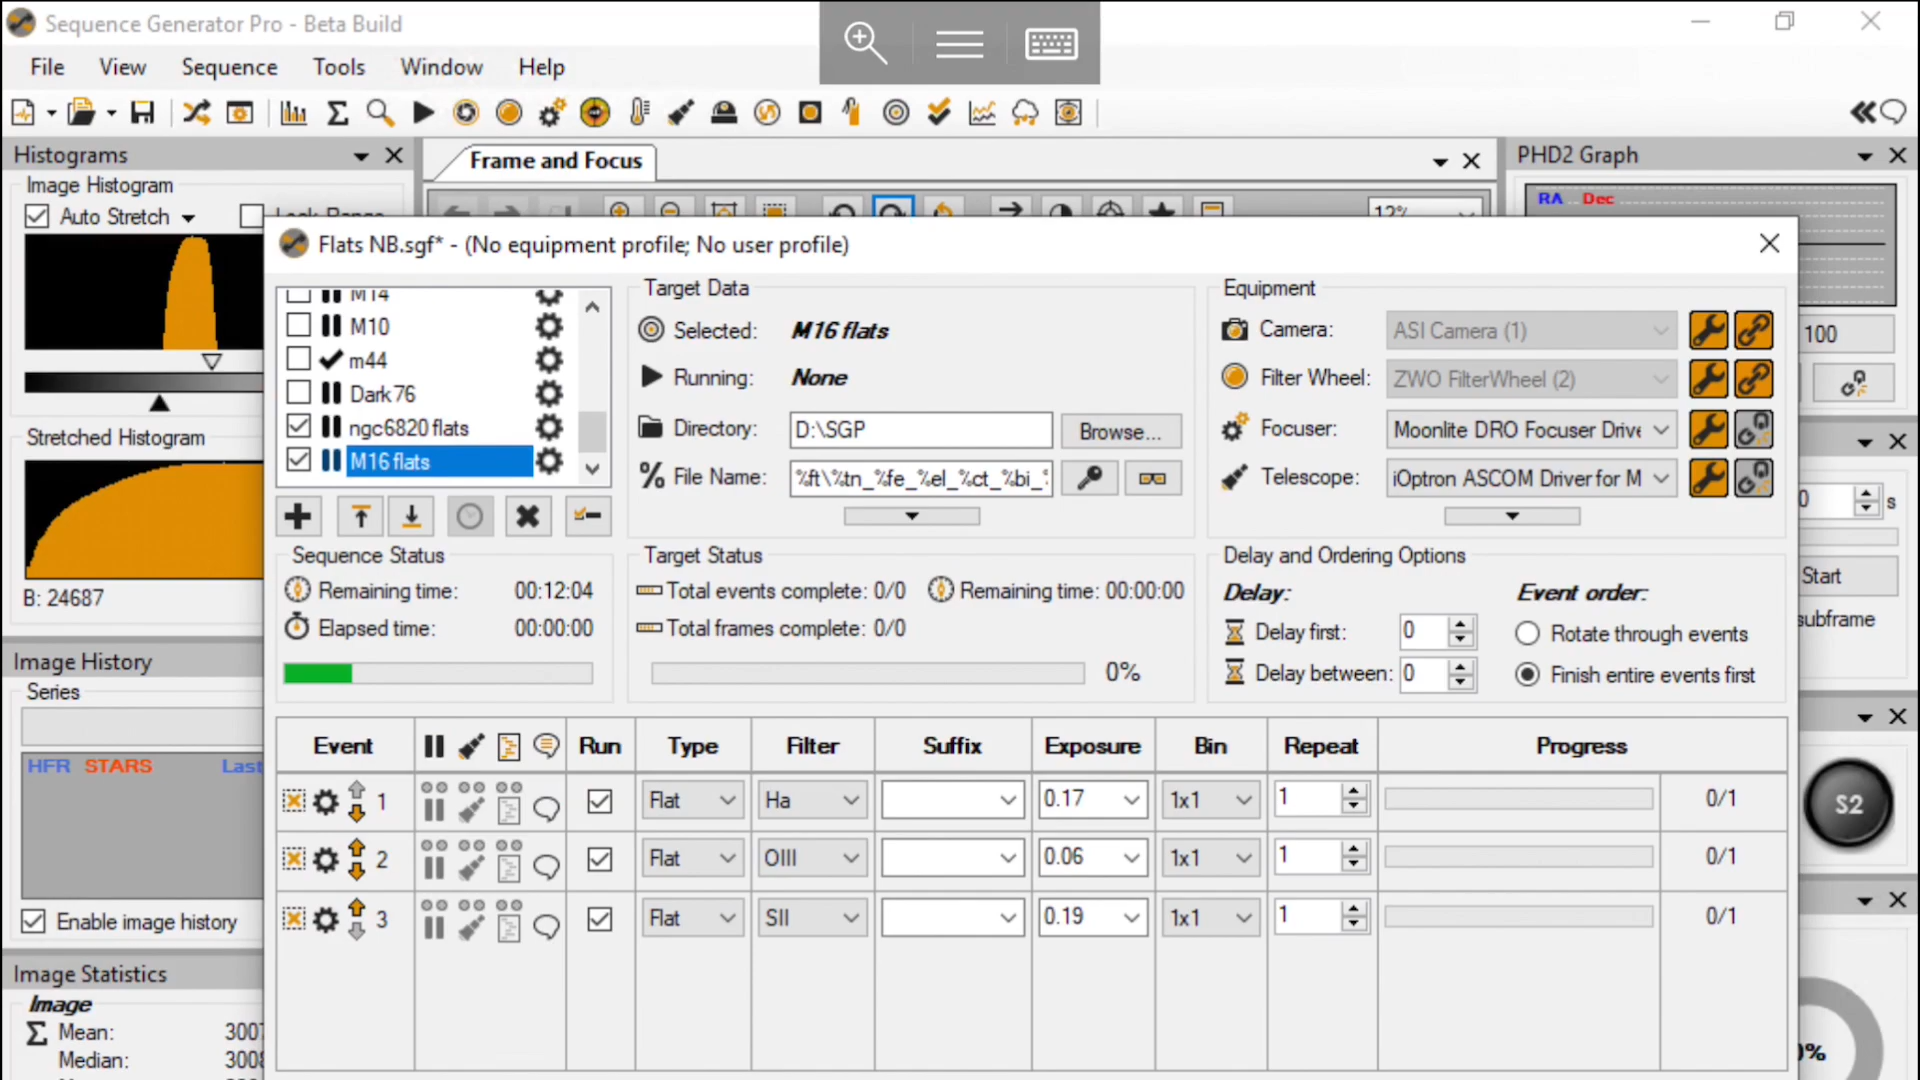 Sequence Generator Pro - Beta Build
File View Sequence Tools Window Help
Histograms
Image Histogram
Auto Stretch
Lock Range
B: 24687
Stretched Histogram
Image History
Series
HFR STARS Last
Enable image history
Image Statistics
Image
Mean: 3007
Median: 3008
Frame and Focus
12%
PHD2 Graph
RA Dec
100
s
Start
subframe
S2
Flats NB.sgf* - (No equipment profile; No user profile)
M14
M10
m44
Dark76
ngc6820 flats
M16 flats
Target Data
Selected: M16 flats
Running: None
Directory: D:\SGP Browse...
File Name: %ft\%tn_%fe_%el_%ct_%bi_%
Equipment
Camera: ASI Camera (1)
Filter Wheel: ZWO FilterWheel (2)
Focuser: Moonlite DRO Focuser Drive
Telescope: iOptron ASCOM Driver for M
Sequence Status
Remaining time: 00:12:04
Elapsed time: 00:00:00
Target Status
Total events complete: 0/0 Remaining time: 00:00:00
Total frames complete: 0/0
0%
Delay and Ordering Options
Delay: Event order:
Delay first: 0 Rotate through events
Delay between: 0 Finish entire events first
Event Run Type Filter Suffix Exposure Bin Repeat Progress
1 Flat Ha 0.17 1x1 1 0/1
2 Flat OIII 0.06 1x1 1 0/1
3 Flat SII 0.19 1x1 1 0/1